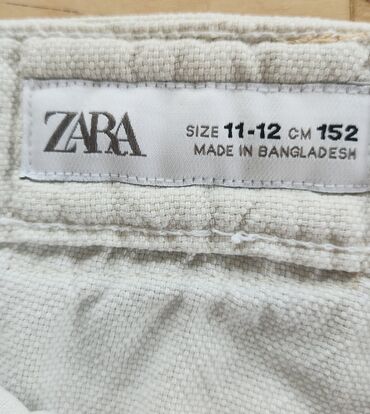 ZARA
SIZE 11-12 CM 152
MADE IN BANGLADESH